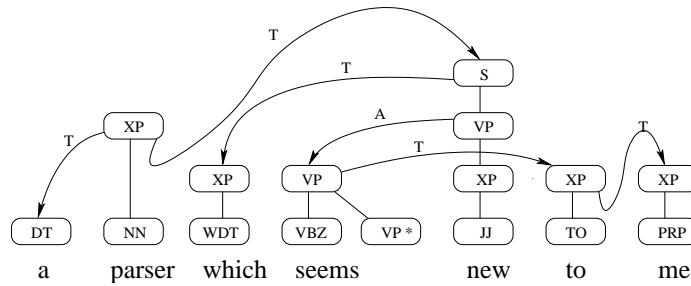 T
S
T
XP
A
VP
T
T
T
XP
VP
XP
XP
XP
DT
NN
WDT
VBZ
VP *
JJ
TO
PRP
a parser which seems new to me